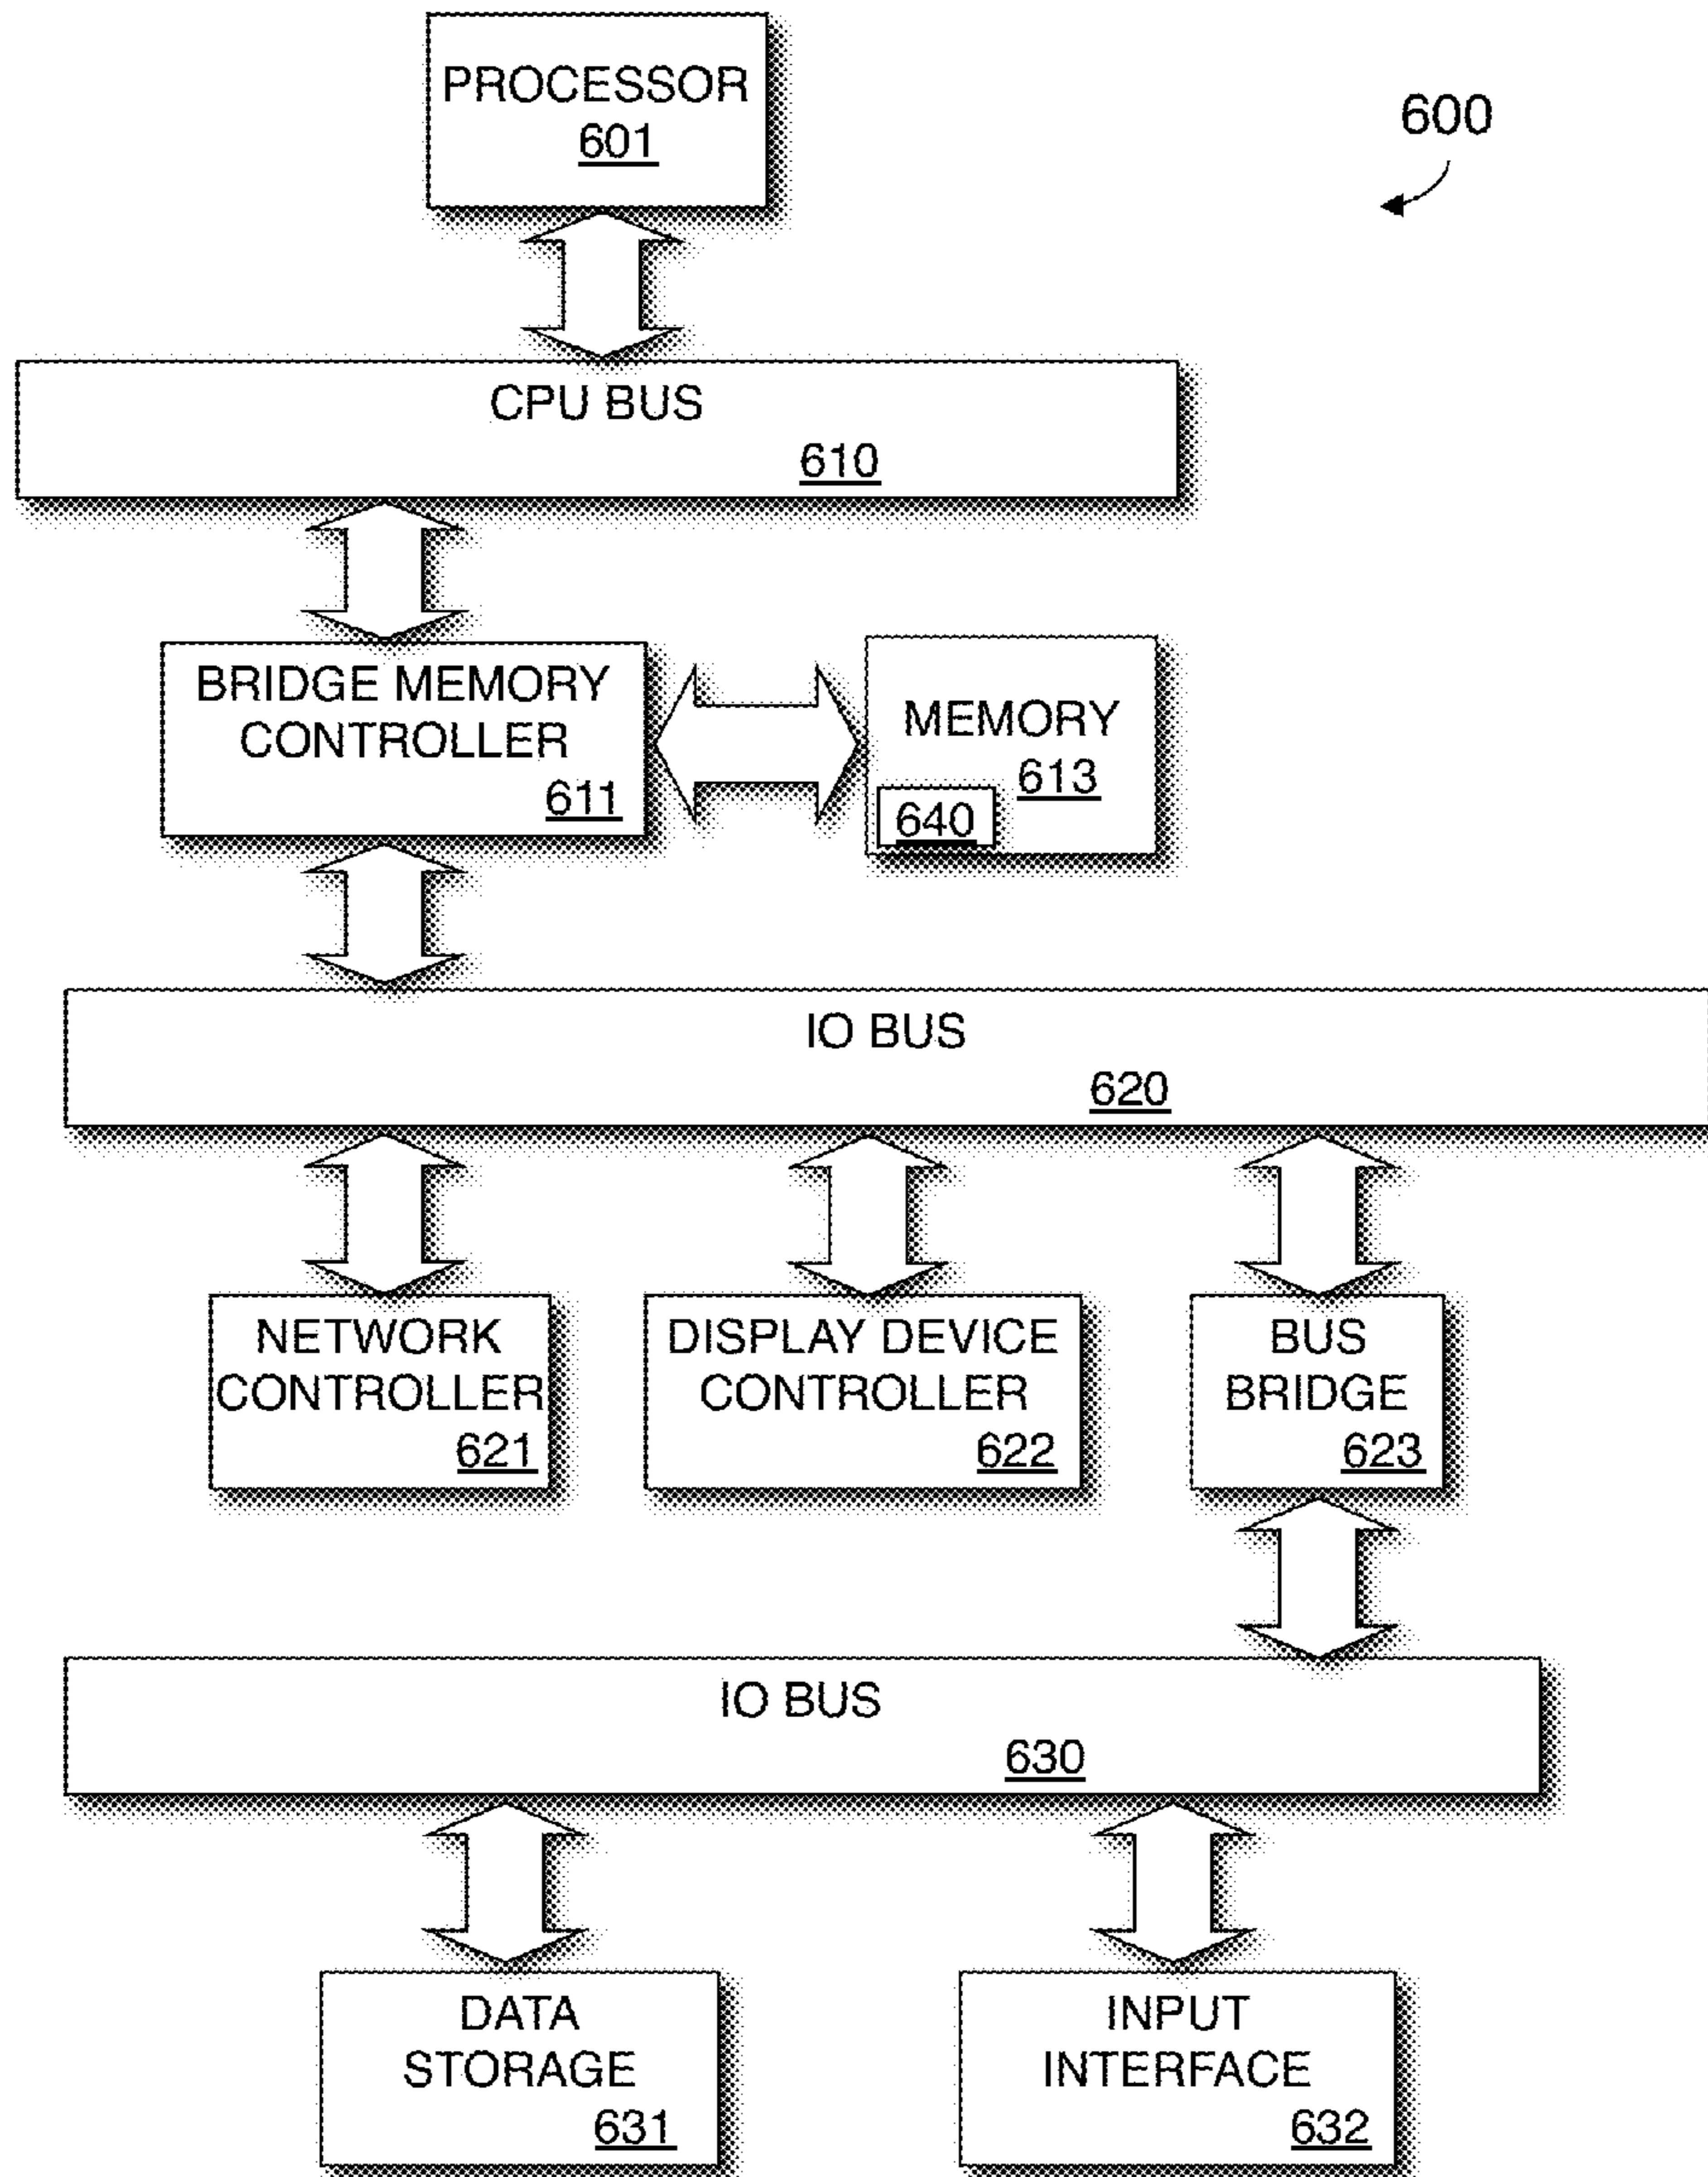 PROCESSOR
601
600
CPU BUS
610
BRIDGE MEMORY
CONTROLLER
611
MEMORY
613
640
IO BUS
620
NETWORK
CONTROLLER
621
DISPLAY DEVICE
CONTROLLER
622
BUS
BRIDGE
623
IO BUS
630
DATA
STORAGE
631
INPUT
INTERFACE
632